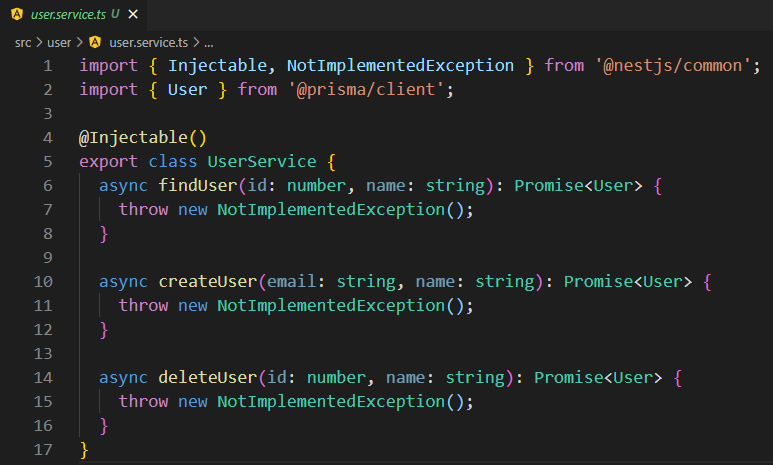 user.service.ts U ×
src > user > user.service.ts > ...
1 import { Injectable, NotImplementedException } from '@nestjs/common';
2 import { User } from '@prisma/client';
3
4 @Injectable()
5 export class UserService {
6   async findUser(id: number, name: string): Promise<User> {
7     throw new NotImplementedException();
8   }
9
10   async createUser(email: string, name: string): Promise<User> {
11     throw new NotImplementedException();
12   }
13
14   async deleteUser(id: number, name: string): Promise<User> {
15     throw new NotImplementedException();
16   }
17 }